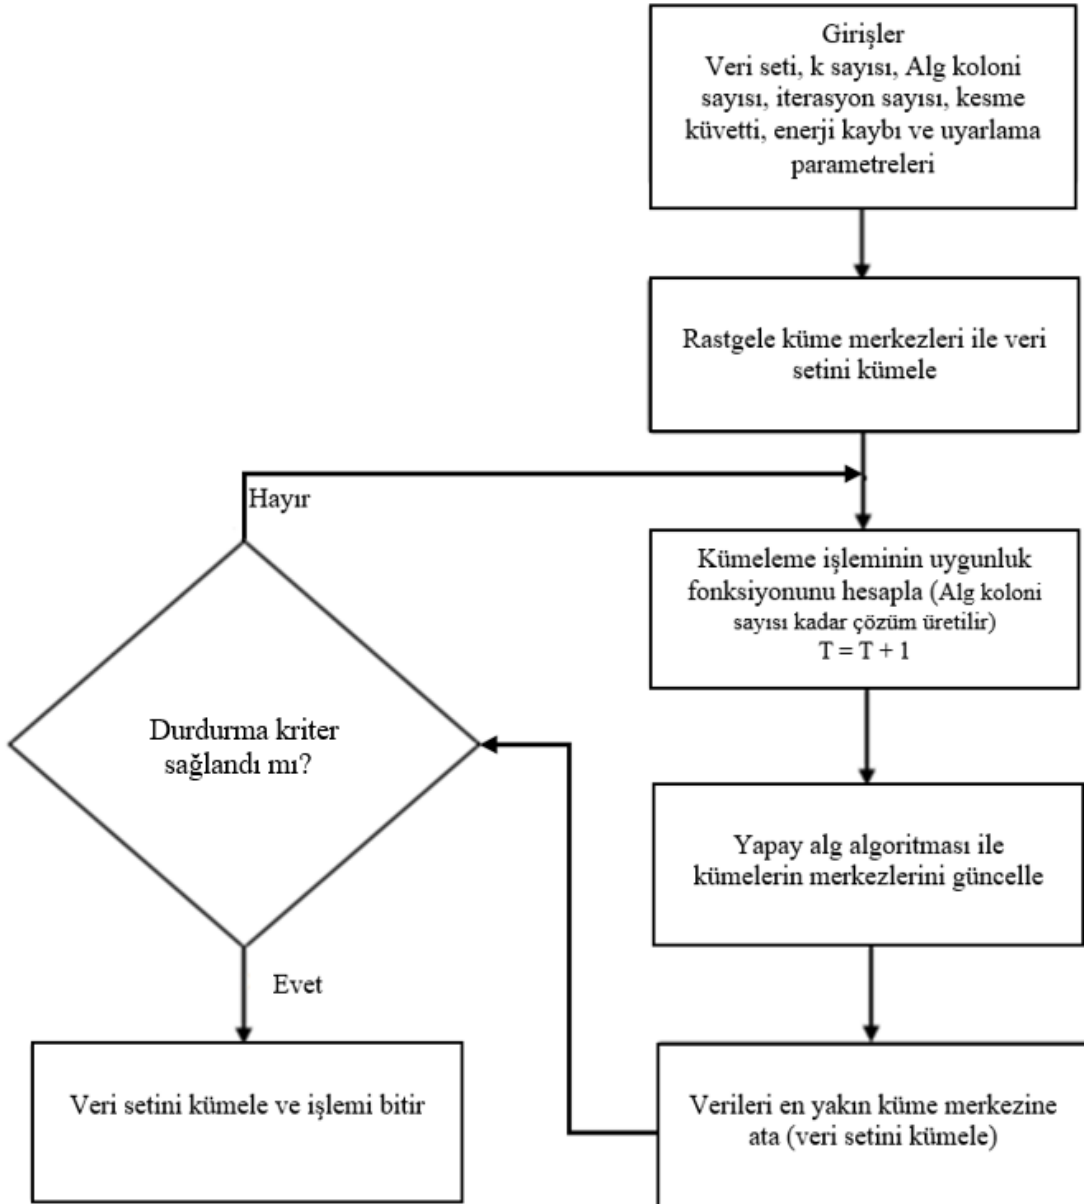 Girişler
Veri seti, k sayısı, Alg koloni
sayısı, iterasyon sayısı, kesme
küvetti, enerji kaybı ve uyarlama
parametreleri
Rastgele küme merkezleri ile veri
setini kümele
Hayır
Kümeleme işleminin uygunluk
fonksiyonunu hesapla (Alg koloni
sayısı kadar çözüm üretilir)
T = T + 1
Durdurma kriter
sağlandı mı?
Yapay alg algoritması ile
kümelerin merkezlerini güncelle
Evet
Veri setini kümele ve işlemi bitir
Verileri en yakın küme merkezine
ata (veri setini kümele)